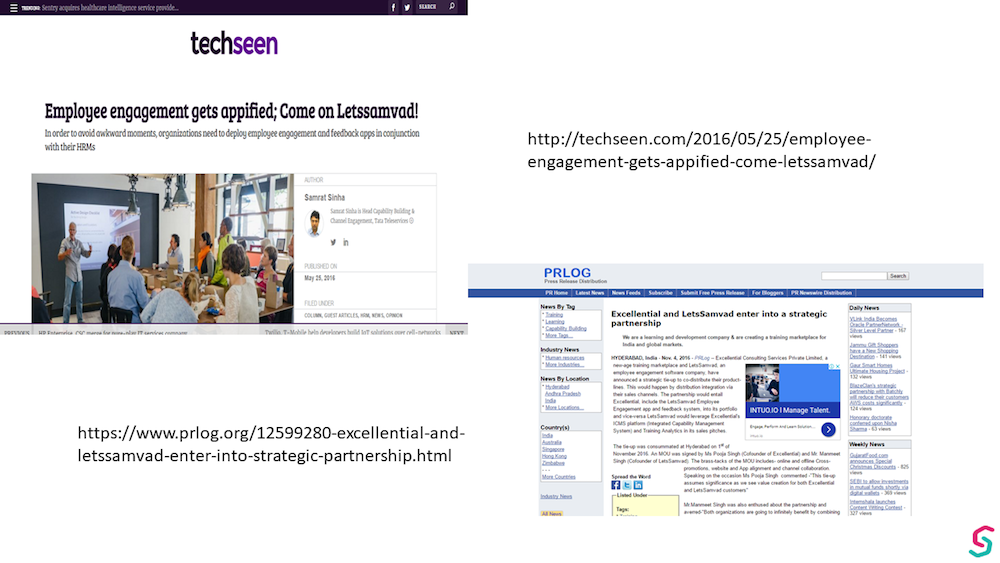 TRENDING: Sentry acquires healthcare intelligence service provide...
SEARCH
techseen
Employee engagement gets appified; Come on Letssamvad!
In order to avoid awkward moments, organizations need to deploy employee engagement and feedback apps in conjunction
with their HRMs
AUTHOR
Samrat Sinha
Samrat Sinha is Head Capability Building &
Channel Engagement, Tata Teleservices
PUBLISHED ON
May 25, 2016
FILED UNDER
COLUMN, GUEST ARTICLES, HRM, NEWS, OPINION
PREVIOUS
HP Enterprise, CSC merge for pure-play IT services company
Twilio, T-Mobile help developers build IoT solutions over cell-networks
NEXT
http://techseen.com/2016/05/25/employee-
engagement-gets-appified-come-letssamvad/
https://www.prlog.org/12599280-excellential-and-
letssamvad-enter-into-strategic-partnership.html
PRLOG
Press Release Distribution
Search
PR Home
Latest News
News Feeds
Subscribe
Submit Free Press Release
For Bloggers
PR Newswire Distribution
News By Tag
* Training
* Learning
* Capability Building
* More Tags...
Industry News
* Human resources
* More Industries...
News By Location
* Hyderabad
Andhra Pradesh
India
* More Locations...
Country(s)
India
Australia
Singapore
Hong Kong
Zimbabwe
- - -
More Countries
Industry News
All News
Excellential and LetsSamvad enter into a strategic
partnership
We are a learning and development company & are creating a training marketplace for
India and global markets.
HYDERABAD, India - Nov. 4, 2016 - PRLog -- Excellential Consulting Services Private Limited, a
new-age training marketplace and LetsSamvad, an
employee engagement software company, have
announced a strategic tie-up to co-distribute their product-
lines. This would happen by distribution integration via
their sales channels. The partnership would entail
Excellential, include the LetsSamvad Employee
Engagement app and feedback system, into its portfolio
and vice-versa LetsSamvad would leverage Excellential's
ICMS platform (Integrated Capability Management
System) and Training Analytics in its sales pitches.
INTUO.IO | Manage Talent.
Engage, Perform And Learn Solution...
The tie-up was consumated at Hyderabad on 1st of
November 2016. An MOU was signed by Ms Pooja Singh (Cofounder of Excellential) and Mr. Manmeet
Singh (Cofounder of LetsSamvad). The brass-tacks of the MOU includes- online and offline Cross-
promotions, website and App alignment and channel collaboration.
Speaking on the occasion Ms Pooja Singh commented -"This tie-up
assumes significance as we see value creation for both Excellential
and LetsSamvad customers"
Spread the Word
Listed Under
Tags:
Mr.Manmeet Singh was also enthused about the partnership and
averred-"Both organizations are going to infinitely benefit by combining
Daily News
VLink India Becomes
Oracle PartnerNetwork -
Silver Level Partner - 167
views
Jammu Gift Shoppers
have a New Shopping
Destination - 141 views
Gaur Smart Homes
Ultimate Housing Project -
132 views
BlazeClan's strategic
partnership with Batchly
will reduce their customers
AWS costs significantly -
124 views
Honorary doctorate
confierred upon Nisha
Sharma - 63 views
Weekly News
GujaratFood.com
announces Special
Christmas Discounts - 825
views
SEBI to allow investments
in mutual funds shortly via
digital wallets - 369 views
Internshala launches
Content Writing Contest -
327 views